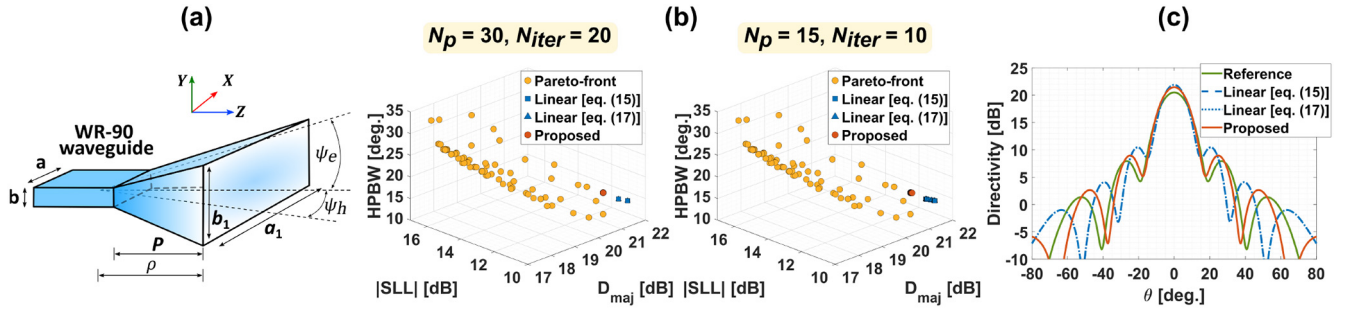 (a)
Y
X
Z
WR-90
waveguide
a
b
P
ρ
b1
a1
ψe
ψh
(b)
Np = 30, Niter = 20
Pareto-front
Linear [eq. (15)]
Linear [eq. (17)]
Proposed
HPBW [deg.]
35
30
25
20
15
10
16
14
12
10
|SLL| [dB]
17
18
19
20
21
22
Dmaj [dB]
Np = 15, Niter = 10
Pareto-front
Linear [eq. (15)]
Linear [eq. (17)]
Proposed
HPBW [deg.]
35
30
25
20
15
10
16
14
12
10
|SLL| [dB]
17
18
19
20
21
22
Dmaj [dB]
(c)
Reference
Linear [eq. (15)]
Linear [eq. (17)]
Proposed
Directivity [dB]
25
20
15
10
5
0
-5
-10
-80 -60 -40 -20 0 20 40 60 80
θ [deg.]